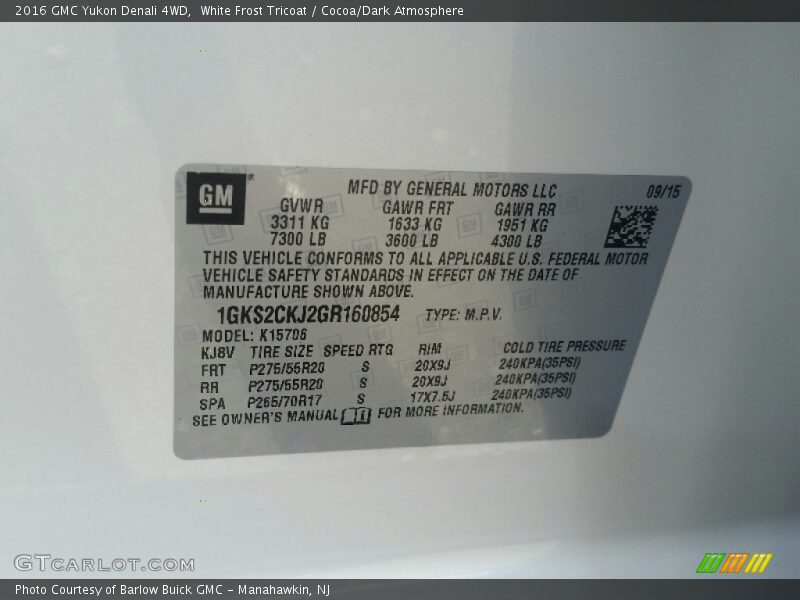 2016 GMC Yukon Denali 4WD, White Frost Tricoat / Cocoa/Dark Atmosphere
GM® MFD BY GENERAL MOTORS LLC 09/15
GVWR GAWR FRT GAWR RR
3311 KG 1633 KG 1951 KG
7300 LB 3600 LB 4300 LB
THIS VEHICLE CONFORMS TO ALL APPLICABLE U.S. FEDERAL MOTOR
VEHICLE SAFETY STANDARDS IN EFFECT ON THE DATE OF
MANUFACTURE SHOWN ABOVE.
1GKS2CKJ2GR160854 TYPE: M.P.V.
MODEL: K15706
KJ8V TIRE SIZE SPEED RTG RIM COLD TIRE PRESSURE
FRT P275/55R20 S 20X9J 240KPA(35PSI)
RR P275/55R20 S 20X9J 240KPA(35PSI)
SPA P265/70R17 S 17X7.5J 240KPA(35PSI)
SEE OWNER'S MANUAL FOR MORE INFORMATION.
GTCARLOT.COM
Photo Courtesy of Barlow Buick GMC - Manahawkin, NJ